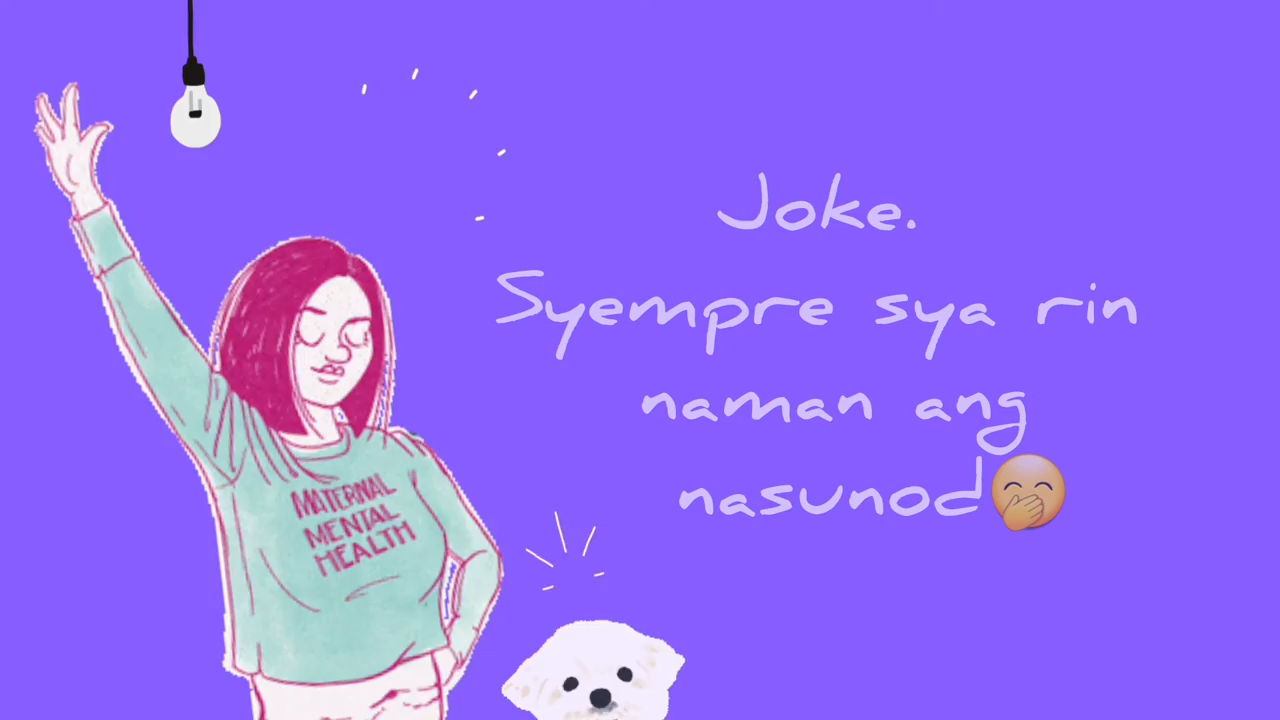 Joke.
Syempre sya rin
naman ang
nasunod🤭
MATERNAL
MENTAL
HEALTH